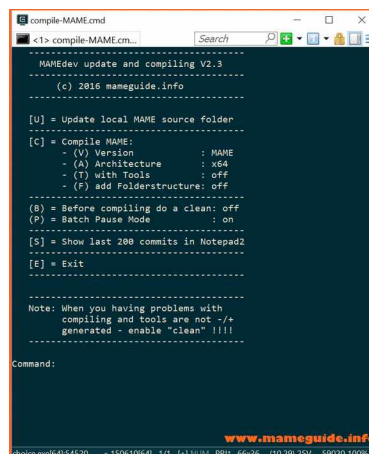 compile-MAME.cmd
<1> compile-MAME.cm... Search
----------------------------------------
MAMEdev update and compiling V2.3
----------------------------------------
(c) 2016 mameguide.info
----------------------------------------
[U] = Update local MAME source folder
----------------------------------------
[C] = Compile MAME:
- (V) Version : MAME
- (A) Architecture : x64
- (T) with Tools : off
- (F) add Folderstructure: off
----------------------------------------
(B) = Before compiling do a clean: off
(P) = Batch Pause Mode : on
----------------------------------------
[S] = Show last 200 commits in Notepad2
----------------------------------------
[E] = Exit
----------------------------------------
----------------------------------------
Note: When you having problems with
compiling and tools are not -/+
generated - enable "clean" !!!!
----------------------------------------
Command:
www.mameguide.info